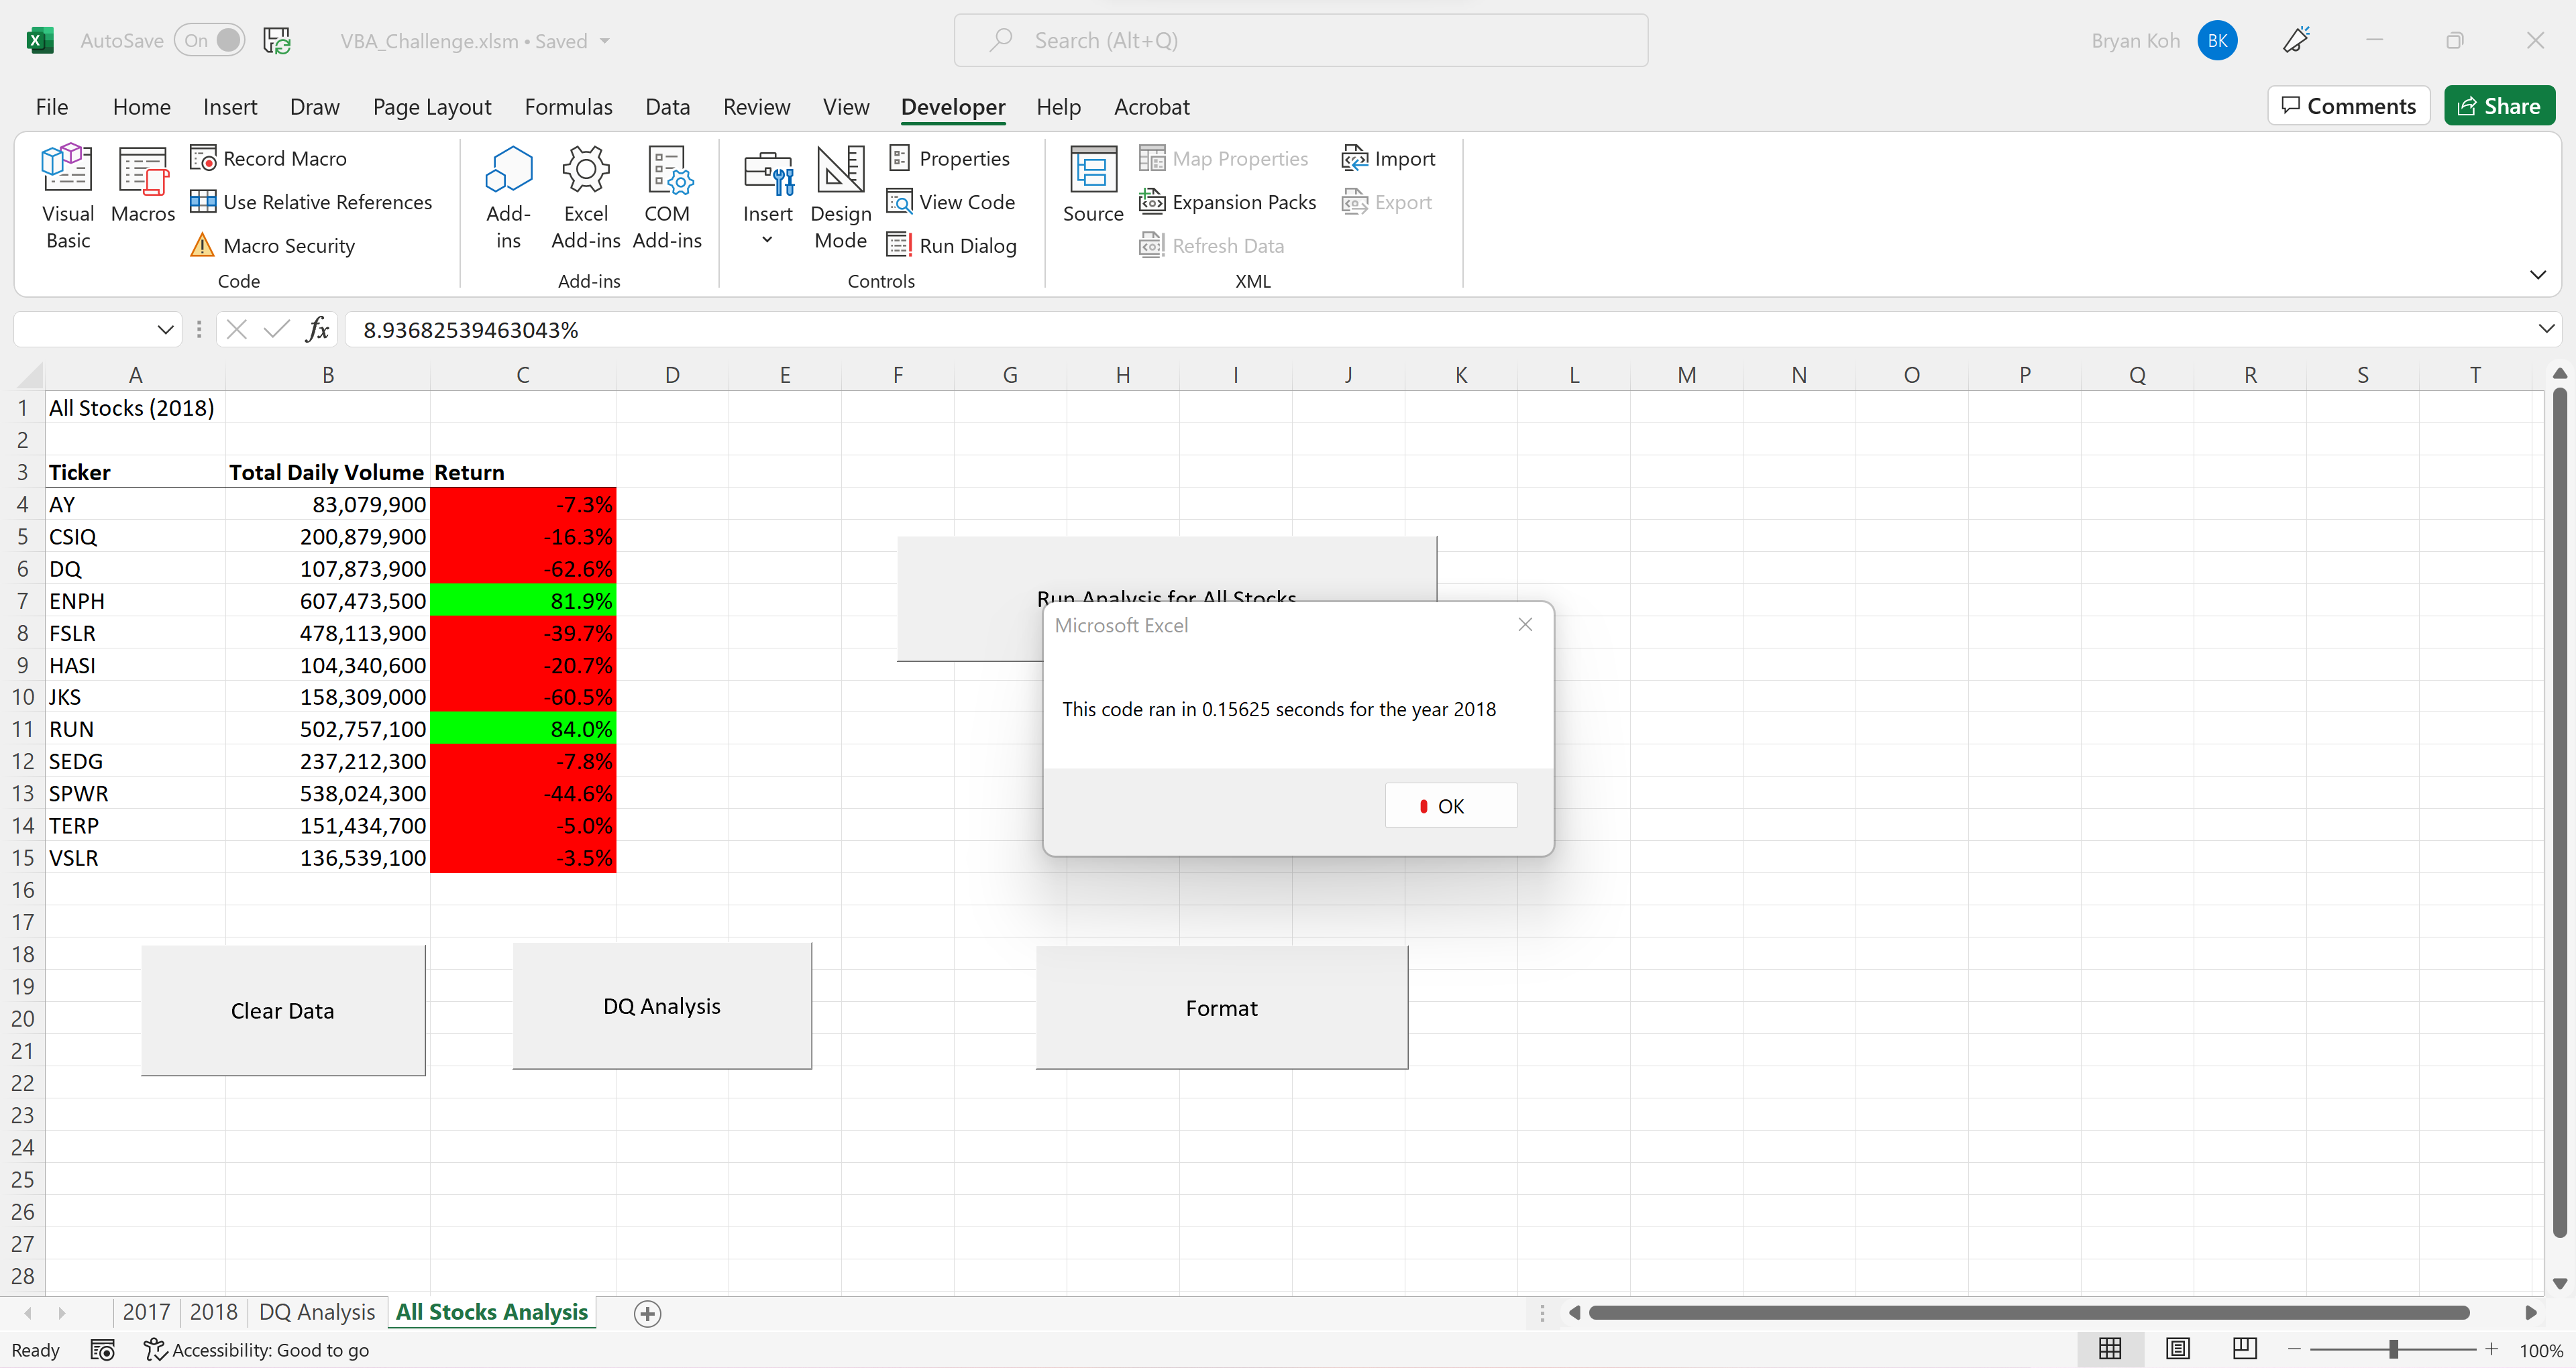 AutoSave On VBA_Challenge.xlsm • Saved Search (Alt+Q) Bryan Koh BK
File Home Insert Draw Page Layout Formulas Data Review View Developer Help Acrobat Comments Share
Visual Basic Macros Record Macro Use Relative References Macro Security
Add-ins Excel Add-ins COM Add-ins
Insert Design Mode Properties View Code Run Dialog
Source Map Properties Expansion Packs Refresh Data Import Export
Code Add-ins Controls XML
fx 8.93682539463043%
A B C D E F G H I J K L M N O P Q R S T
1 All Stocks (2018)
2
3 Ticker Total Daily Volume Return
4 AY 83,079,900 -7.3%
5 CSIQ 200,879,900 -16.3%
6 DQ 107,873,900 -62.6%
7 ENPH 607,473,500 81.9%
8 FSLR 478,113,900 -39.7%
9 HASI 104,340,600 -20.7%
10 JKS 158,309,000 -60.5%
11 RUN 502,757,100 84.0%
12 SEDG 237,212,300 -7.8%
13 SPWR 538,024,300 -44.6%
14 TERP 151,434,700 -5.0%
15 VSLR 136,539,100 -3.5%
16
17
18
19
20
21
22
23
24
25
26
27
28
Run Analysis for All Stocks
Microsoft Excel
This code ran in 0.15625 seconds for the year 2018
OK
Clear Data
DQ Analysis
Format
2017 2018 DQ Analysis All Stocks Analysis
Ready Accessibility: Good to go 100%